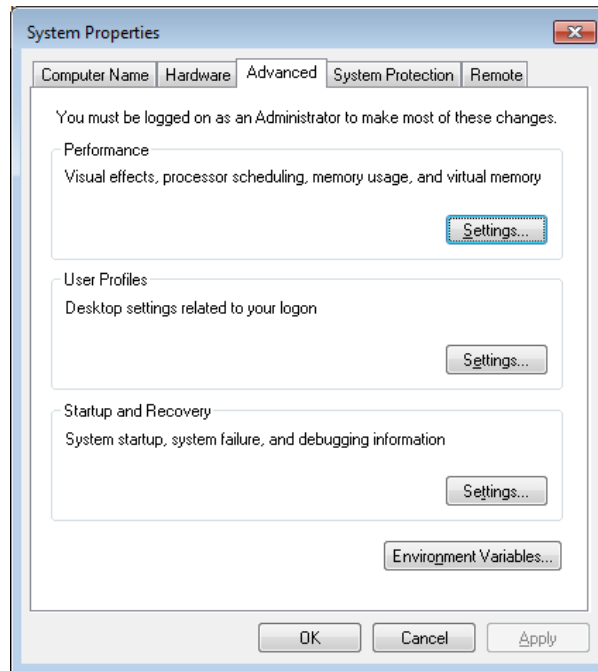 System Properties
Computer Name Hardware Advanced System Protection Remote
You must be logged on as an Administrator to make most of these changes.
Performance
Visual effects, processor scheduling, memory usage, and virtual memory
Settings...
User Profiles
Desktop settings related to your logon
Settings...
Startup and Recovery
System startup, system failure, and debugging information
Settings...
Environment Variables...
OK Cancel Apply